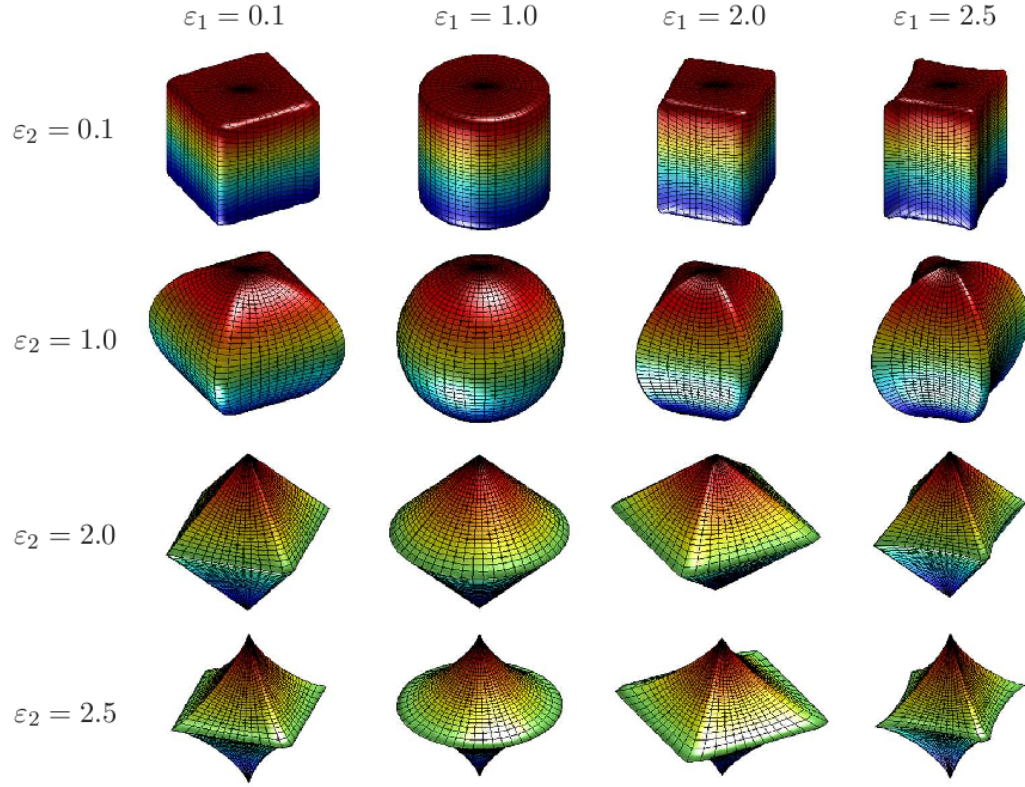 ε₁ = 0.1 ε₁ = 1.0 ε₁ = 2.0 ε₁ = 2.5
ε₂ = 0.1
ε₂ = 1.0
ε₂ = 2.0
ε₂ = 2.5